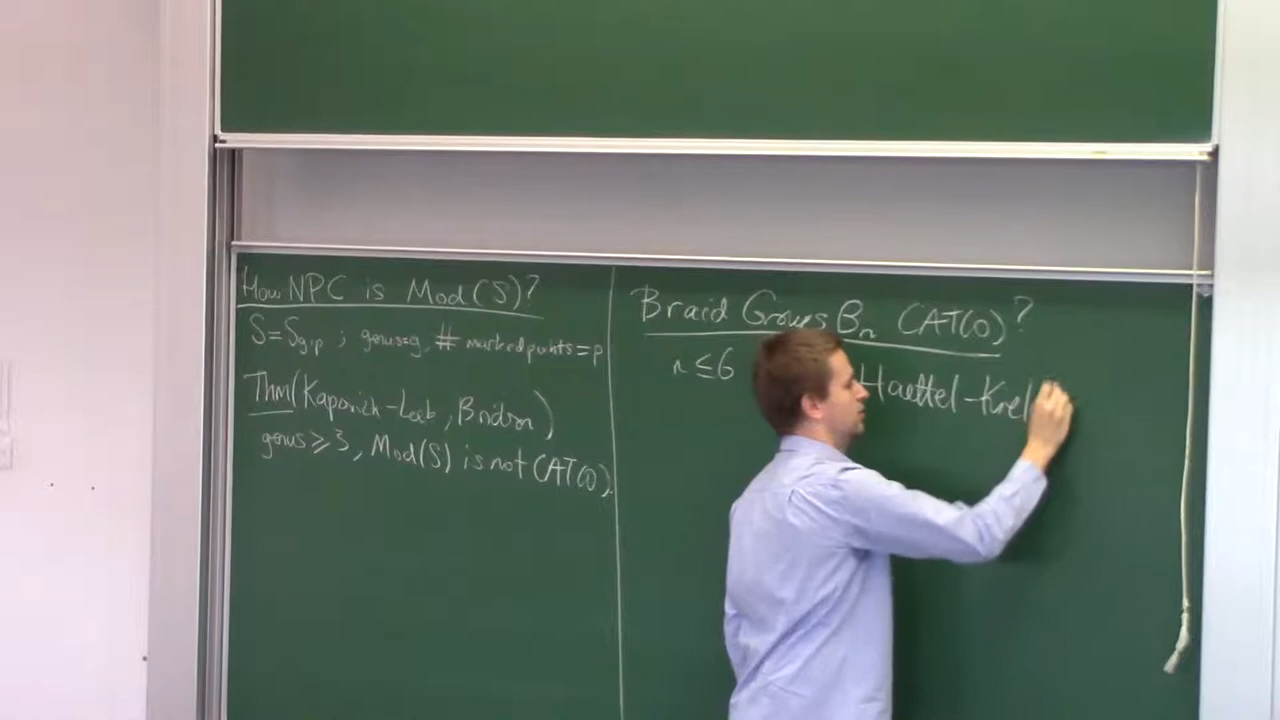 How NPC is Mod(S)?
S=S_{g,p} ; genus=g, # marked points=p
Thm (Kapovich-Leeb, Bridson)
genus ≥ 3, Mod(S) is not CAT(0).
Braid Groups B_n CAT(0)?
n ≤ 6
Haettel-Kiel